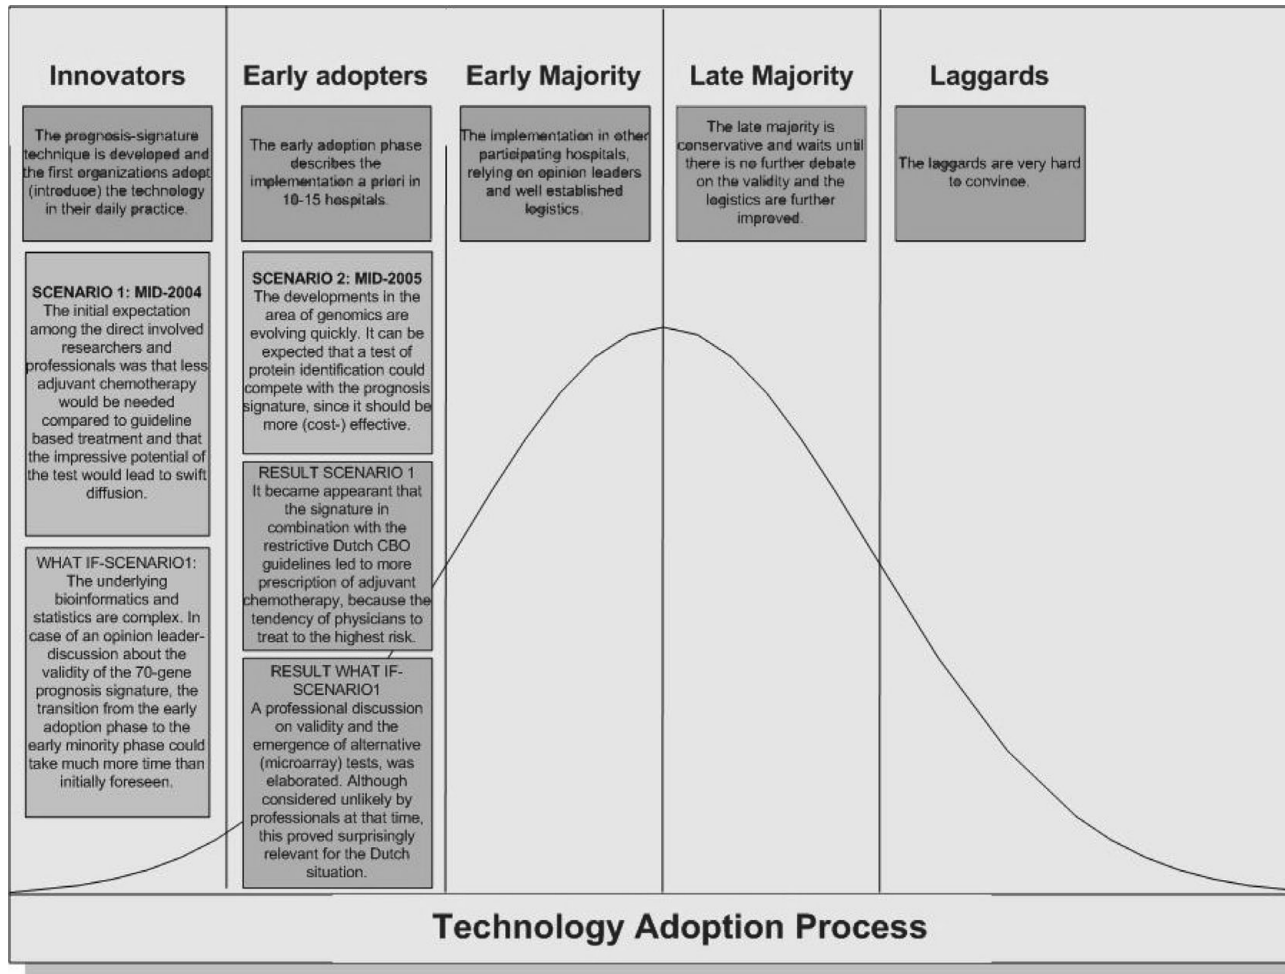 Innovators
The prognosis-signature
technique is developed and
the first organizations adopt
(introduce) the technology
in their daily practice.
SCENARIO 1: MID-2004
The initial expectation
among the direct involved
researchers and
professionals was that less
adjuvant chemotherapy
would be needed
compared to guideline
based treatment and that
the impressive potential of
the test would lead to swift
diffusion.
WHAT IF-SCENARIO1:
The underlying
bioinformatics and
statistics are complex. In
case of an opinion leader-
discussion about the
validity of the 70-gene
prognosis signature, the
transition from the early
adoption phase to the
early minority phase could
take much more time than
initially foreseen.
Early adopters
The early adoption phase
describes the
implementation a priori in
10-15 hospitals.
SCENARIO 2: MID-2005
The developments in the
area of genomics are
evolving quickly. It can be
expected that a test of
protein identification could
compete with the prognosis
signature, since it should be
more (cost-) effective.
RESULT SCENARIO 1
It became appearant that
the signature in
combination with the
restrictive Dutch CBO
guidelines led to more
prescription of adjuvant
chemotherapy, because the
tendency of physicians to
treat to the highest risk.
RESULT WHAT IF-
SCENARIO1
A professional discussion
on validity and the
emergence of alternative
(microarray) tests, was
elaborated. Although
considered unlikely by
professionals at that time,
this proved surprisingly
relevant for the Dutch
situation.
Early Majority
The implementation in other
participating hospitals,
relying on opinion leaders
and well established
logistics.
Late Majority
The late majority is
conservative and waits until
there is no further debate
on the validity and the
logistics are further
improved.
Laggards
The laggards are very hard
to convince.
Technology Adoption Process